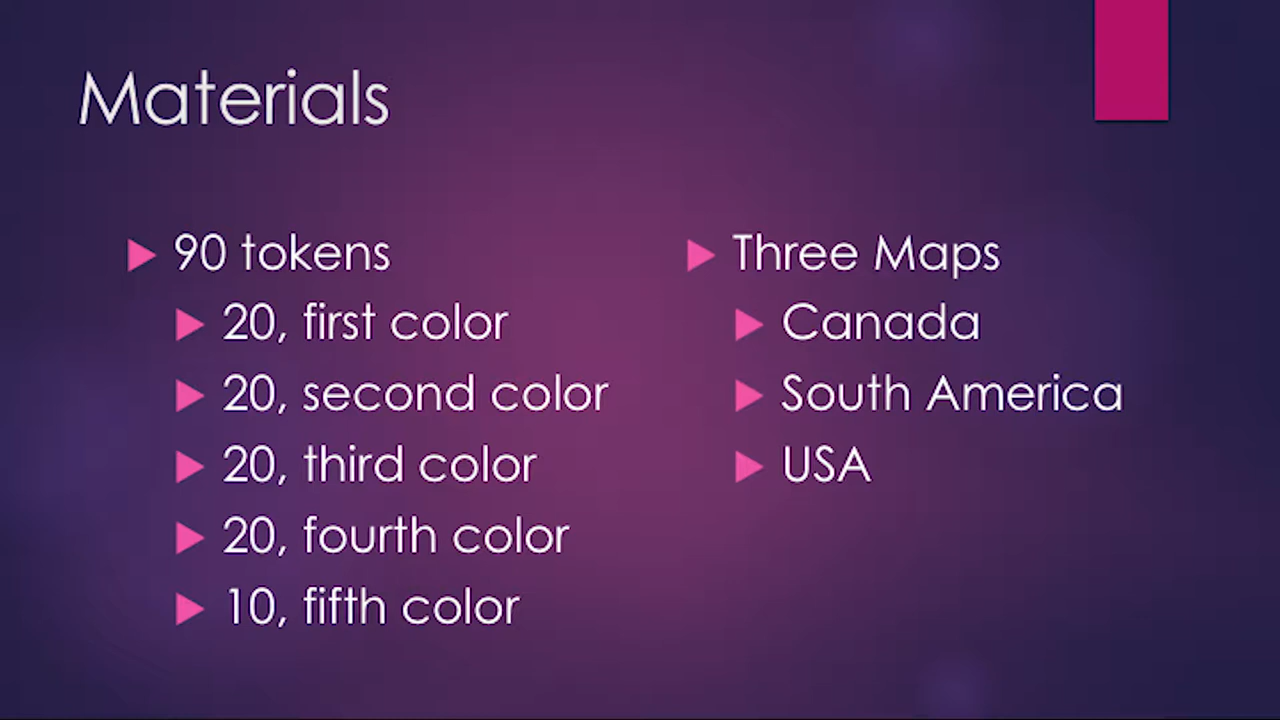 Materials
90 tokens
20, first color
20, second color
20, third color
20, fourth color
10, fifth color
Three Maps
Canada
South America
USA